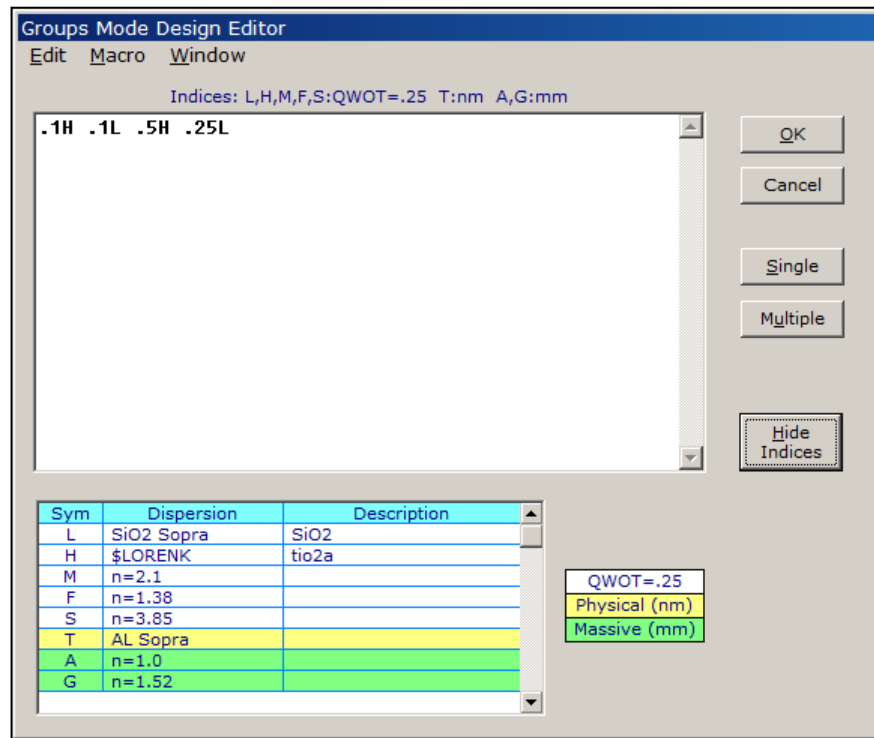 Groups Mode Design Editor
Edit Macro Window
Indices: L,H,M,F,S:QWOT=.25 T:nm A,G:mm
.1H .1L .5H .25L
OK
Cancel
Single
Multiple
Hide
Indices
Sym Dispersion Description
L SiO2 Sopra SiO2
H $LORENK tio2a
M n=2.1
F n=1.38
S n=3.85
T AL Sopra
A n=1.0
G n=1.52
QWOT=.25
Physical (nm)
Massive (mm)